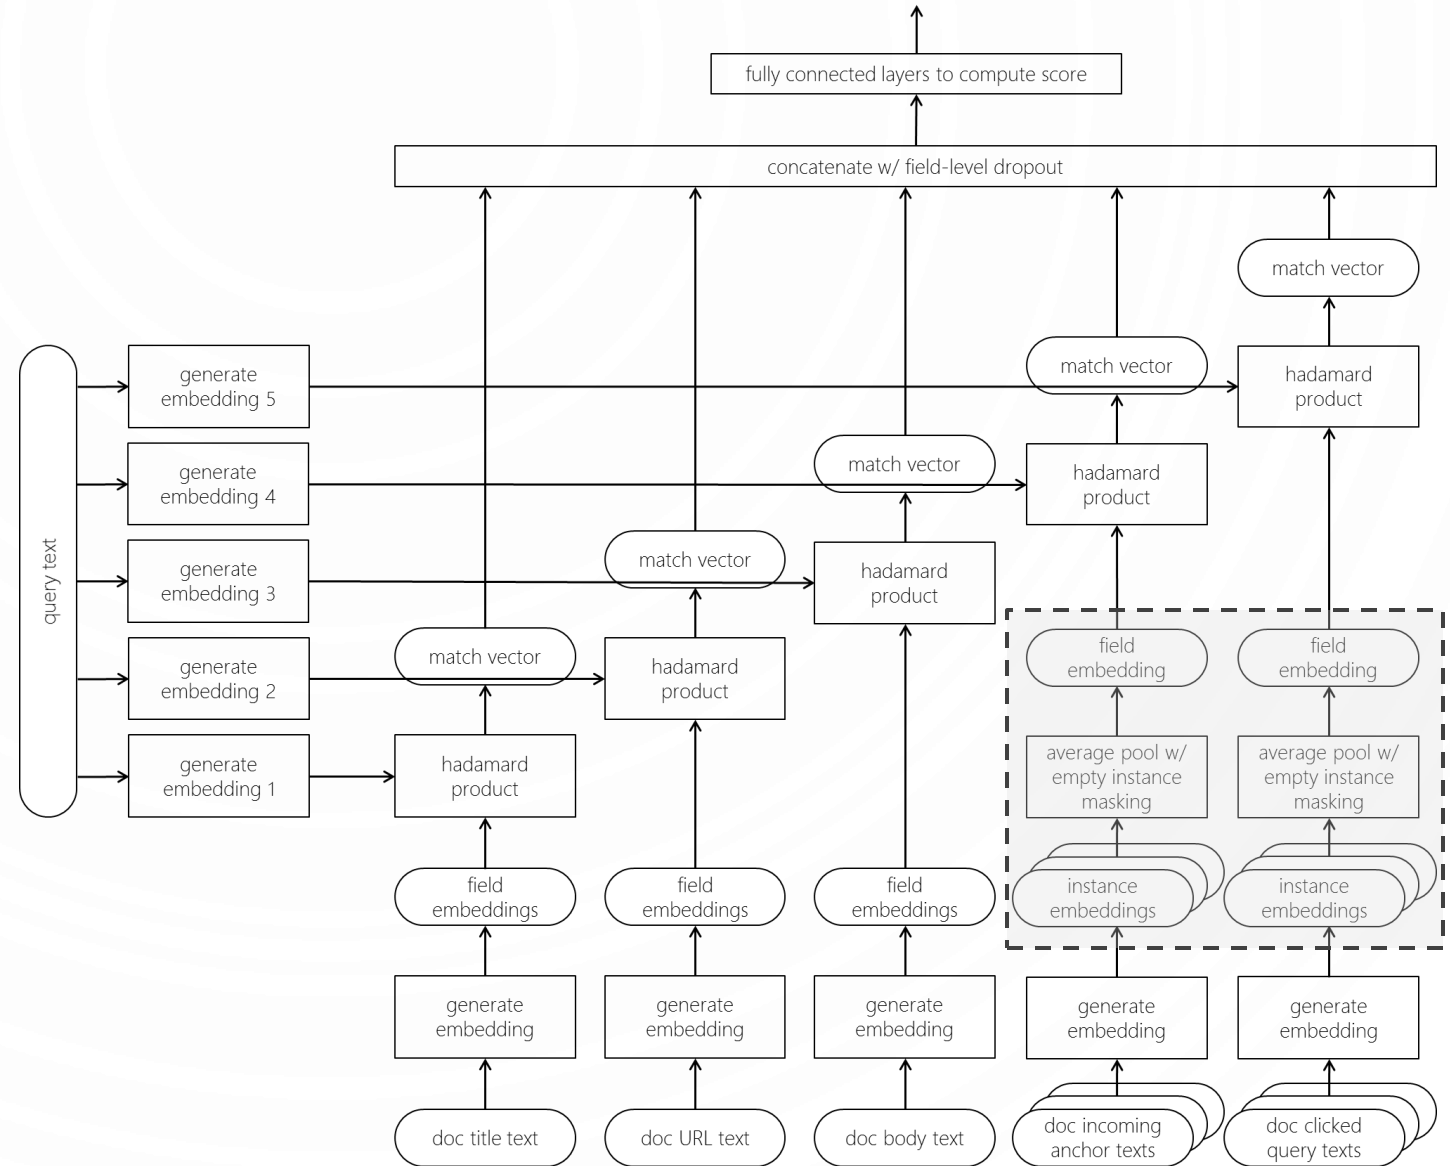 fully connected layers to compute score
concatenate w/ field-level dropout
match vector
match vector
generate
embedding 5
hadamard
product
match vector
generate
embedding 4
hadamard
product
query text
match vector
generate
embedding 3
hadamard
product
match vector
generate
embedding 2
hadamard
product
field
embedding
field
embedding
generate
embedding 1
hadamard
product
average pool w/
empty instance
masking
average pool w/
empty instance
masking
field
embeddings
field
embeddings
field
embeddings
instance
embeddings
instance
embeddings
generate
embedding
generate
embedding
generate
embedding
generate
embedding
generate
embedding
doc title text
doc URL text
doc body text
doc incoming
anchor texts
doc clicked
query texts